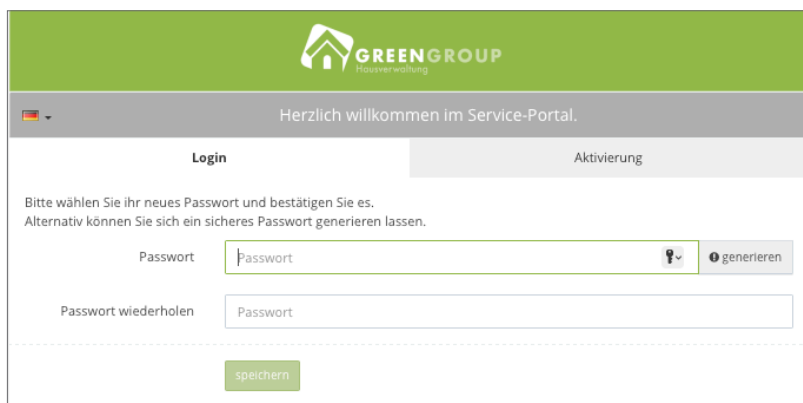 GREENGROUP
Hausverwaltung
Herzlich willkommen im Service-Portal.
Login
Aktivierung
Bitte wählen Sie ihr neues Passwort und bestätigen Sie es.
Alternativ können Sie sich ein sicheres Passwort generieren lassen.
Passwort
Passwort
generieren
Passwort wiederholen
Passwort
speichern